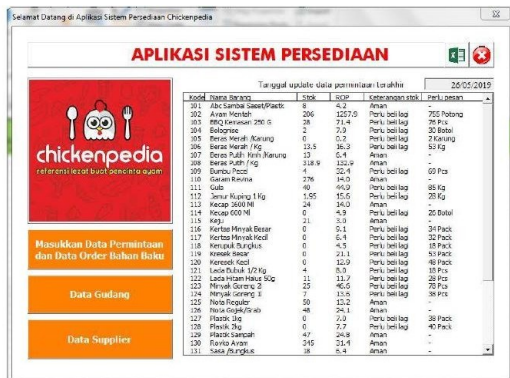 Selamat Datang di Aplikasi Sistem Persediaan Chickenpedia
APLIKASI SISTEM PERSEDIAAN
Tanggal update data permintaan terakhir 26/05/2019
chickenpedia
referensi lezat buat pencinta ayam
Masukkan Data Permintaan
dan Data Order Bahan Baku
Data Gudang
Data Supplier
Kode Nama Barang Stok ROP Keterangan stok Perlu pesan
101 Abc Sambal Saset/Plastk 8 4.2 Aman -
102 Ayam Mentah 206 1257.9 Perlu beli lagi 755 Potong
103 BBQ Kemasan 250 G 28 71.4 Perlu beli lagi 76 Pcs
104 Bolognise 2 7.9 Perlu beli lagi 30 Botol
105 Beras Merah /Karung 0 0.2 Perlu beli lagi 2 Karung
106 Beras Merah / Kg 13.5 16.3 Perlu beli lagi 53 Kg
107 Beras Putih /Karung 13 5.4 Aman -
108 Beras Putih / Kg 318.9 132.9 Aman -
109 Bumbu Pecel 4 32.4 Perlu beli lagi 69 Pcs
110 Garam Revina 276 14.0 Aman -
111 Gula 40 44.9 Perlu beli lagi 85 Kg
112 Jamur Kuping 1 Kg 1.95 15.6 Perlu beli lagi 28 Kg
113 Kecap 1600 Ml 24 14.0 Aman -
114 Kecap 600 Ml 0 4.9 Perlu beli lagi 26 Botol
115 Keju 21 3.0 Aman -
116 Kertas Minyak Besar 0 9.1 Perlu beli lagi 34 Pack
117 Kertas Minyak Kecil 0 6.4 Perlu beli lagi 32 Pack
118 Kerupuk Bungkus 0 4.5 Perlu beli lagi 18 Pack
119 Kresek Besar 0 21.1 Perlu beli lagi 53 Pack
120 Keresek Kecil 0 12.9 Perlu beli lagi 48 Pack
121 Lada Bubuk 1/2 Kg 4 8.0 Perlu beli lagi 18 Pcs
122 Lada Hitam Halus 50g 11 11.7 Perlu beli lagi 28 Pcs
123 Minyak Goreng 2l 25 46.6 Perlu beli lagi 78 Pcs
124 Minyak Goreng 1l 7 13.6 Perlu beli lagi 38 Pcs
125 Nota Reguler 50 13.2 Aman -
126 Nota Gojek/Grab 48 24.1 Aman -
127 Plastik 1kg 0 7.0 Perlu beli lagi 38 Pack
128 Plastik 2kg 0 7.7 Perlu beli lagi 40 Pack
129 Plastik Sampah 47 24.8 Aman -
130 Royko Ayam 345 31.4 Aman -
131 Sasa /Bungkus 18 6.4 Aman -